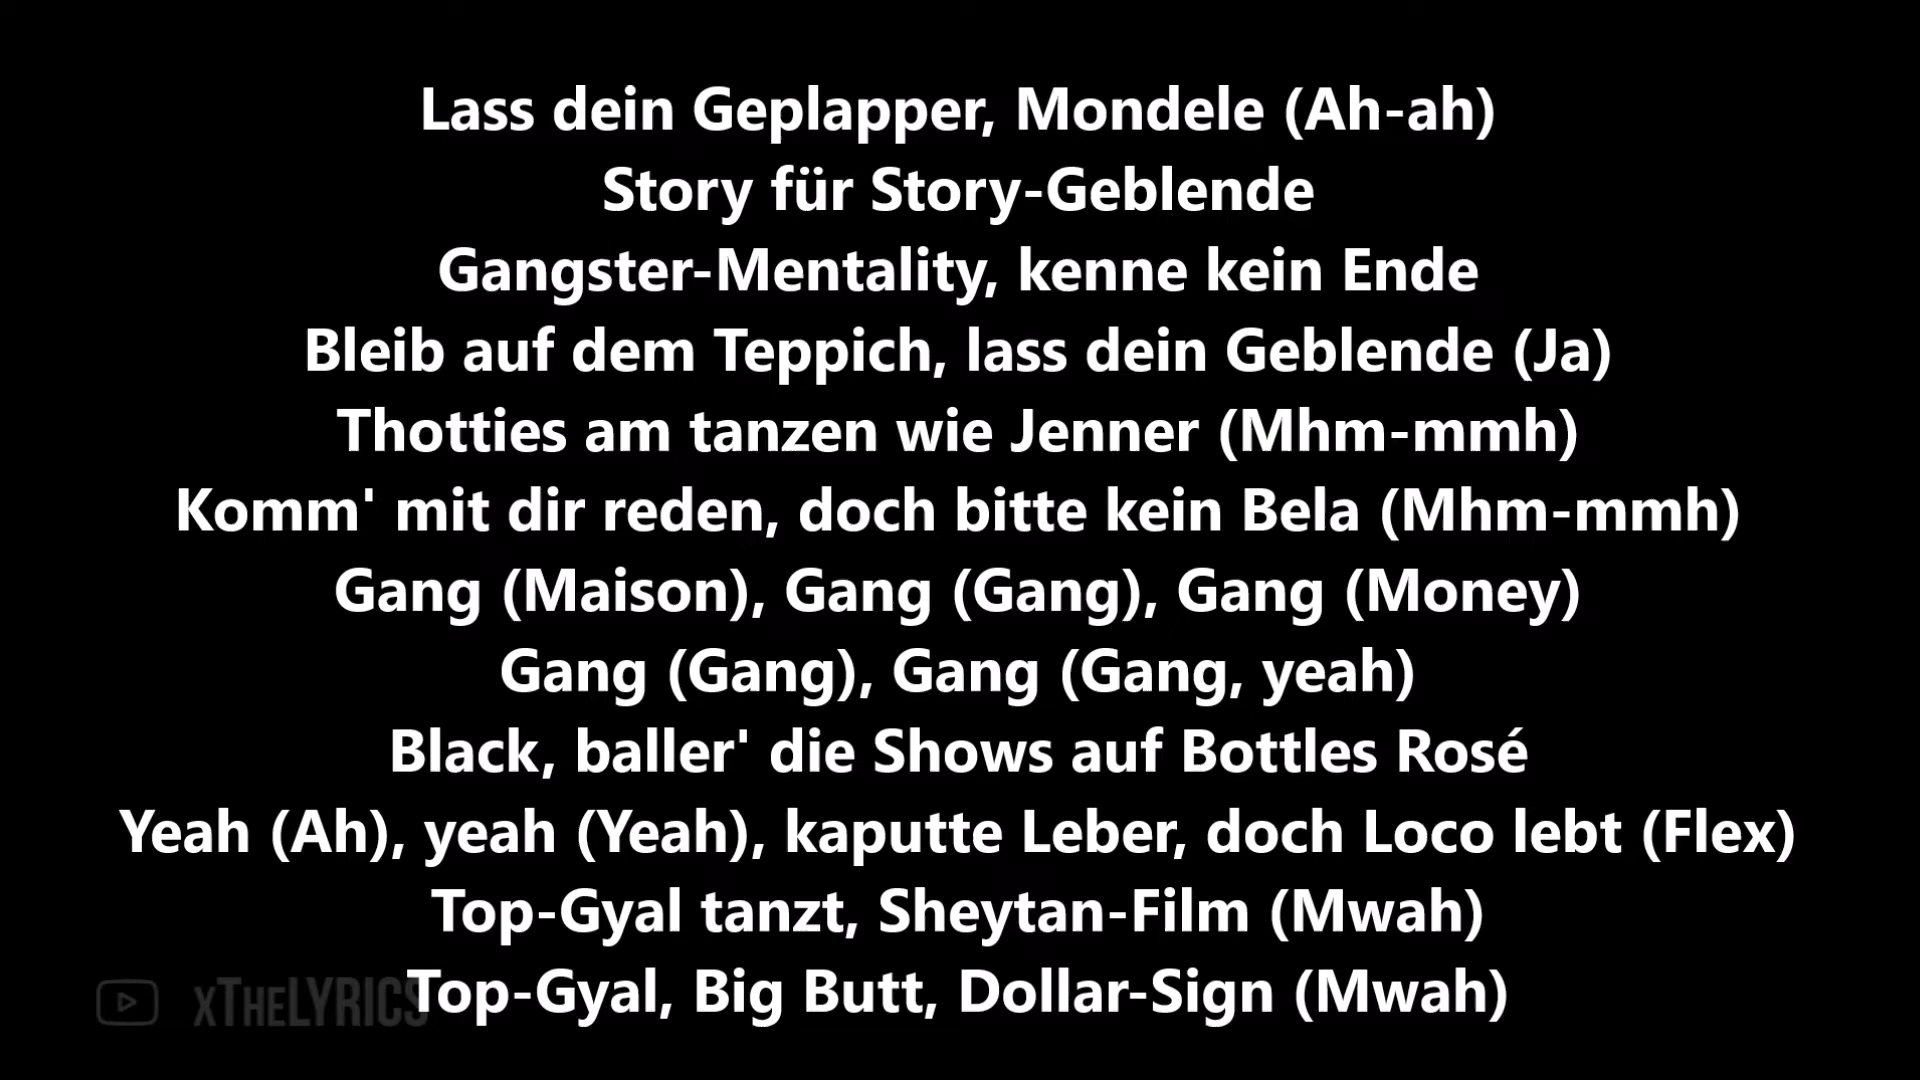 Lass dein Geplapper, Mondele (Ah-ah)
Story für Story-Geblende
Gangster-Mentality, kenne kein Ende
Bleib auf dem Teppich, lass dein Geblende (Ja)
Thotties am tanzen wie Jenner (Mhm-mmh)
Komm' mit dir reden, doch bitte kein Bela (Mhm-mmh)
Gang (Maison), Gang (Gang), Gang (Money)
Gang (Gang), Gang (Gang, yeah)
Black, baller' die Shows auf Bottles Rosé
Yeah (Ah), yeah (Yeah), kaputte Leber, doch Loco lebt (Flex)
Top-Gyal tanzt, Sheytan-Film (Mwah)
Top-Gyal, Big Butt, Dollar-Sign (Mwah)
xTheLYRICS